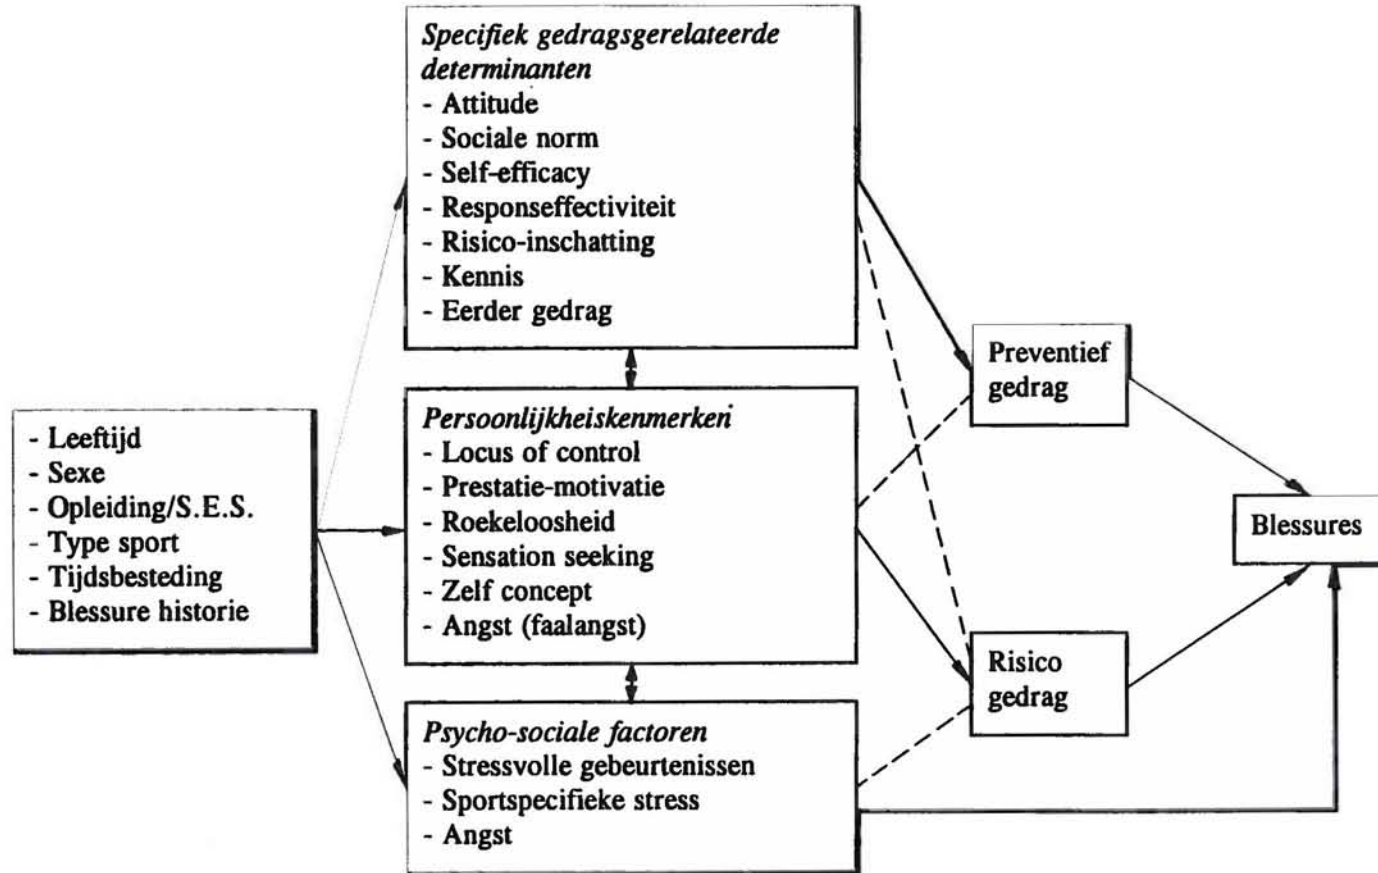 Specifiek gedragsgerelateerde
determinanten
- Attitude
- Sociale norm
- Self-efficacy
- Responseffectiviteit
- Risico-inschatting
- Kennis
- Eerder gedrag
- Leeftijd
- Sexe
- Opleiding/S.E.S.
- Type sport
- Tijdsbesteding
- Blessure historie
Persoonlijkheiskenmerken
- Locus of control
- Prestatie-motivatie
- Roekeloosheid
- Sensation seeking
- Zelf concept
- Angst (faalangst)
Psycho-sociale factoren
- Stressvolle gebeurtenissen
- Sportspecifieke stress
- Angst
Preventief
gedrag
Risico
gedrag
Blessures